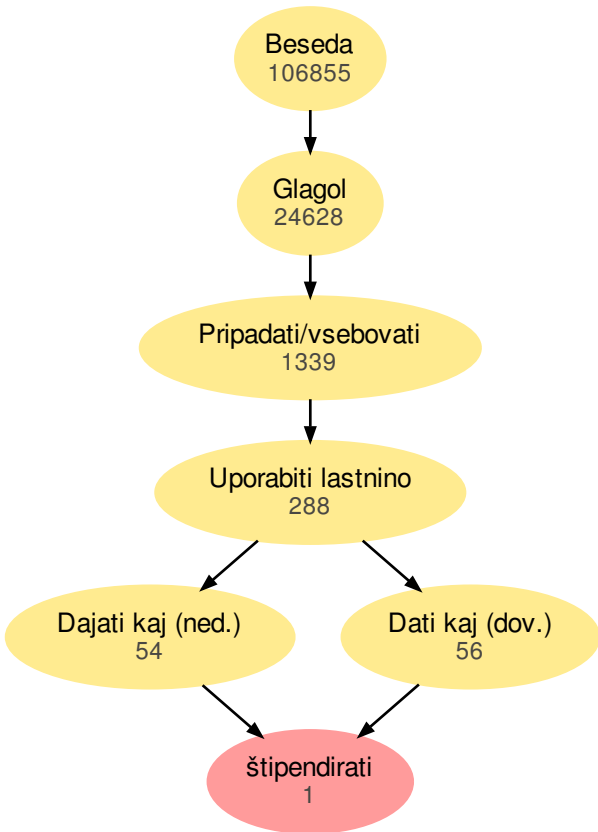 Beseda
106855
Glagol
24628
Pripadati/vsebovati
1339
Uporabiti lastnino
288
Dajati kaj (ned.)
54
Dati kaj (dov.)
56
štipendirati
1